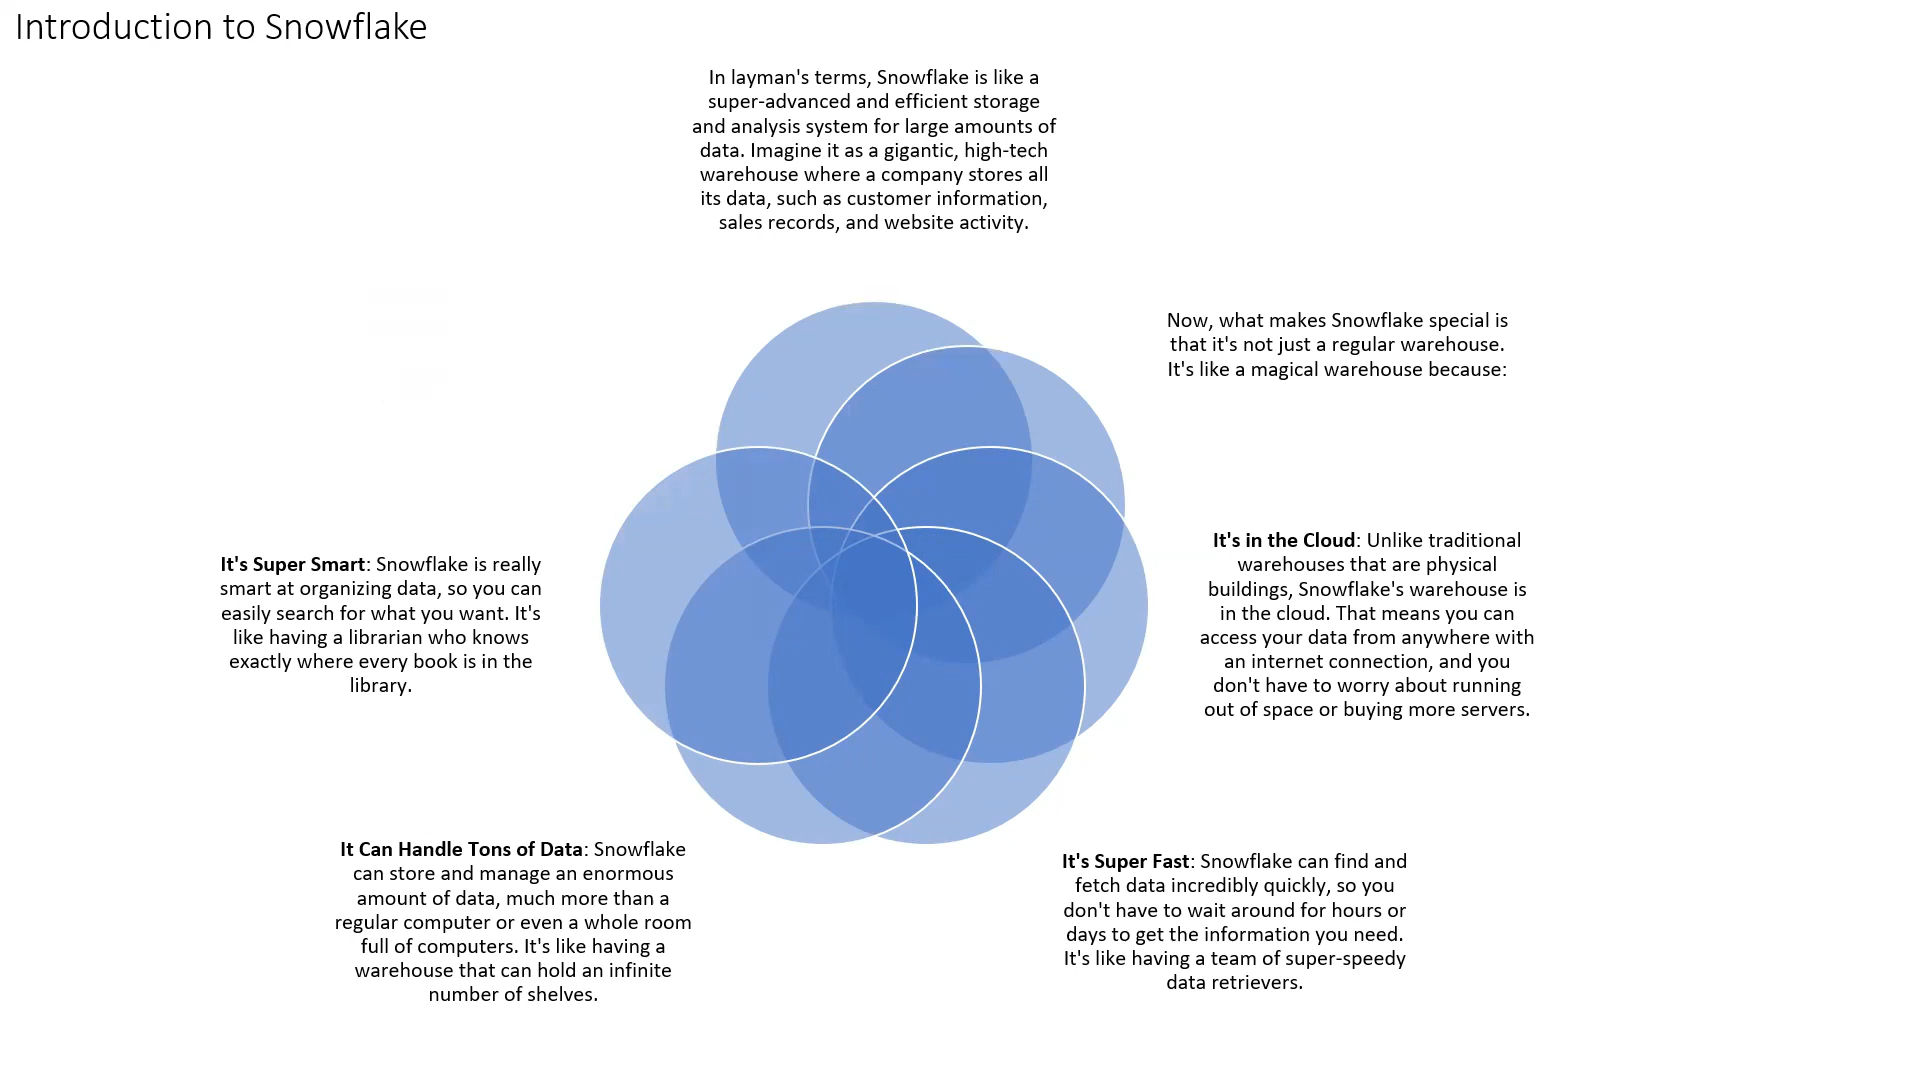 Introduction to Snowflake
In layman's terms, Snowflake is like a
super-advanced and efficient storage
and analysis system for large amounts of
data. Imagine it as a gigantic, high-tech
warehouse where a company stores all
its data, such as customer information,
sales records, and website activity.
Now, what makes Snowflake special is
that it's not just a regular warehouse.
It's like a magical warehouse because:
It's in the Cloud: Unlike traditional
warehouses that are physical
buildings, Snowflake's warehouse is
in the cloud. That means you can
access your data from anywhere with
an internet connection, and you
don't have to worry about running
out of space or buying more servers.
It's Super Fast: Snowflake can find and
fetch data incredibly quickly, so you
don't have to wait around for hours or
days to get the information you need.
It's like having a team of super-speedy
data retrievers.
It Can Handle Tons of Data: Snowflake
can store and manage an enormous
amount of data, much more than a
regular computer or even a whole room
full of computers. It's like having a
warehouse that can hold an infinite
number of shelves.
It's Super Smart: Snowflake is really
smart at organizing data, so you can
easily search for what you want. It's
like having a librarian who knows
exactly where every book is in the
library.